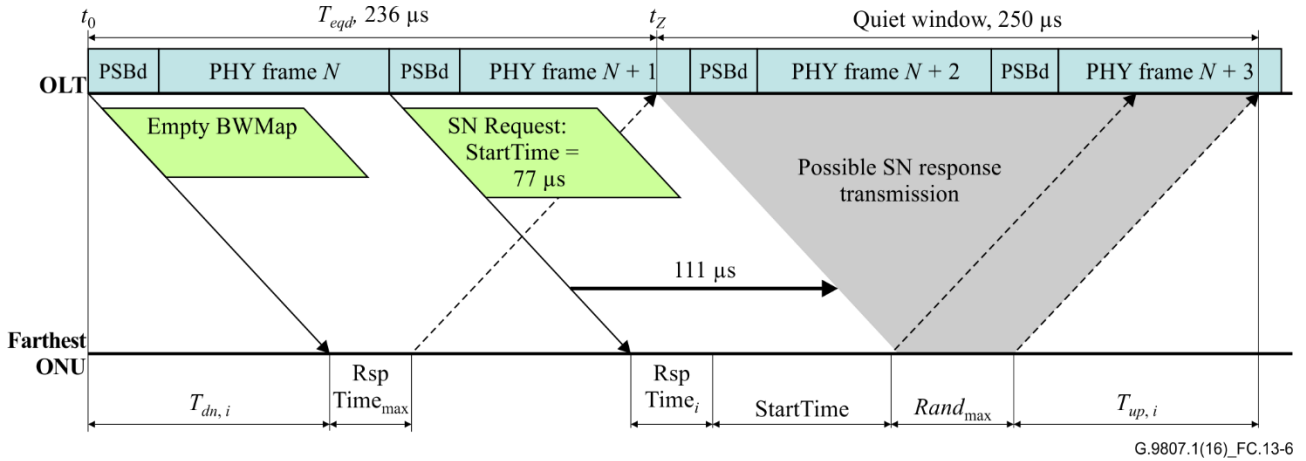 t0 Teqd, 236 µs tZ Quiet window, 250 µs
OLT PSBd PHY frame N PSBd PHY frame N + 1 PSBd PHY frame N + 2 PSBd PHY frame N + 3
Empty BWMap
SN Request:
StartTime =
77 µs
Possible SN response
transmission
111 µs
Farthest
ONU
Tdn, i
Rsp
Timemax
Rsp
Timei
StartTime
Randmax
Tup, i
G.9807.1(16)_FC.13-6